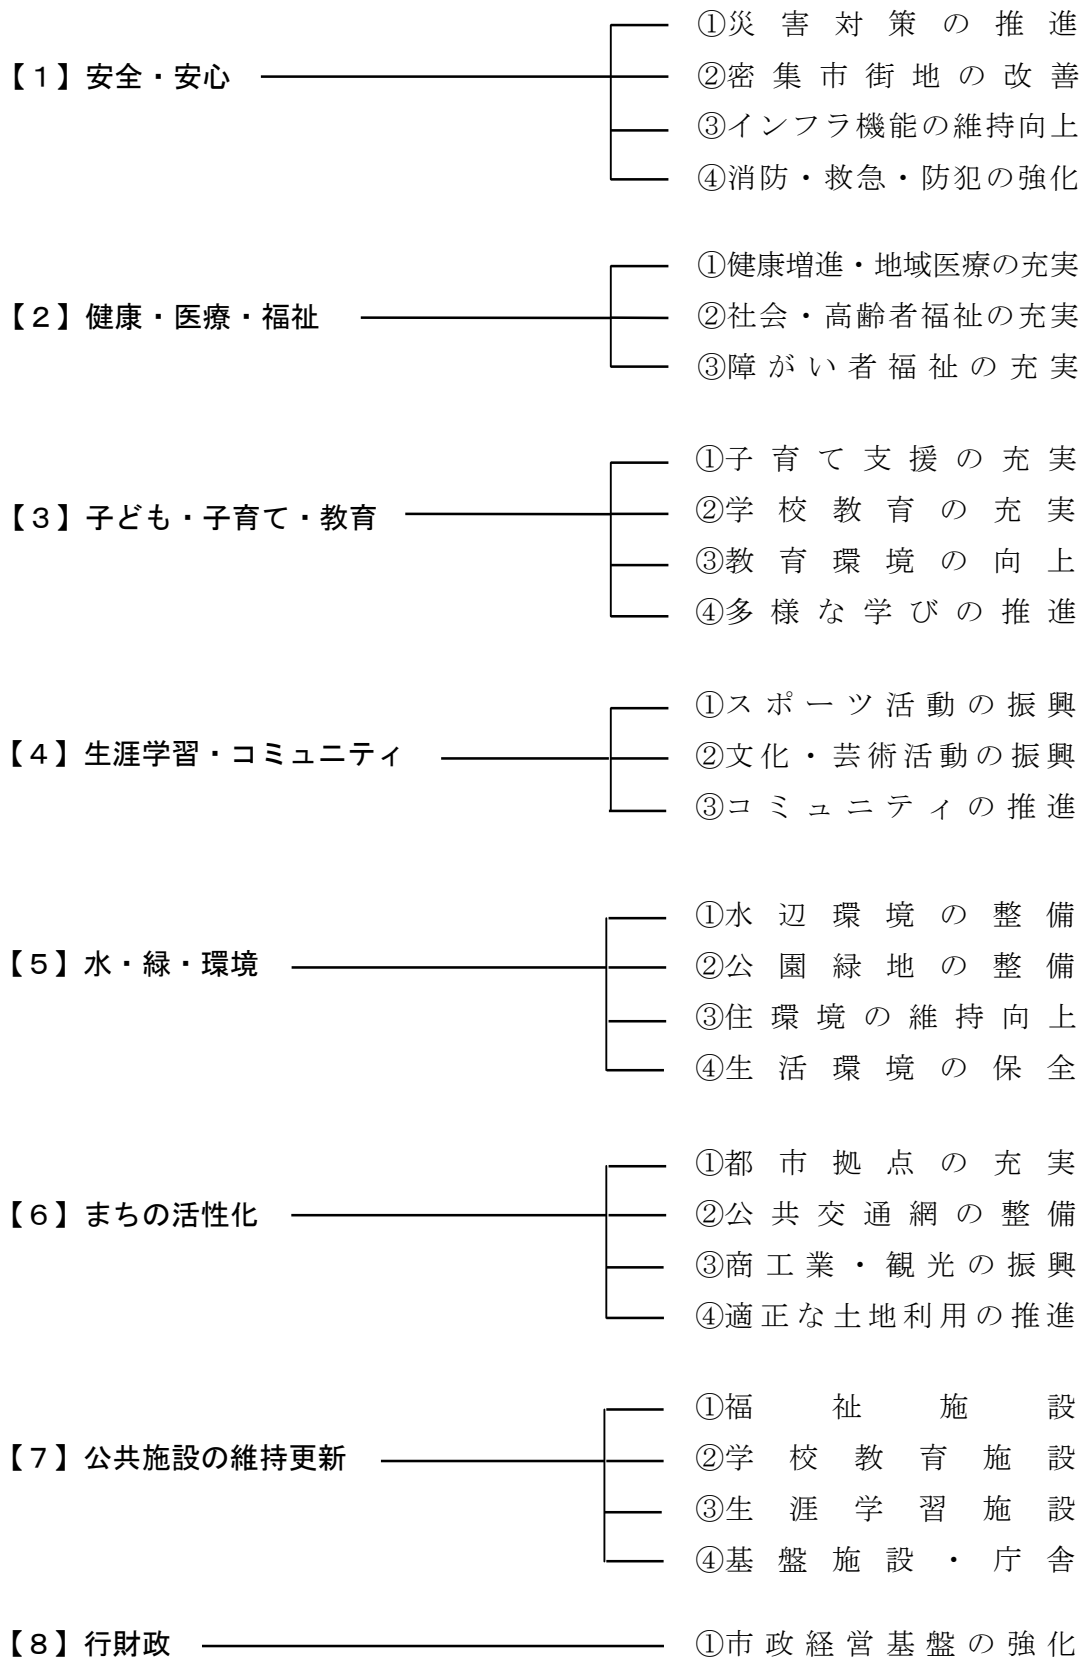 【１】安全・安心
①災害対策の推進
②密集市街地の改善
③インフラ機能の維持向上
④消防・救急・防犯の強化
【２】健康・医療・福祉
①健康増進・地域医療の充実
②社会・高齢者福祉の充実
③障がい者福祉の充実
【３】子ども・子育て・教育
①子育て支援の充実
②学校教育の充実
③教育環境の向上
④多様な学びの推進
【４】生涯学習・コミュニティ
①スポーツ活動の振興
②文化・芸術活動の振興
③コミュニティの推進
【５】水・緑・環境
①水辺環境の整備
②公園緑地の整備
③住環境の維持向上
④生活環境の保全
【６】まちの活性化
①都市拠点の充実
②公共交通網の整備
③商工業・観光の振興
④適正な土地利用の推進
【７】公共施設の維持更新
①福祉施設
②学校教育施設
③生涯学習施設
④基盤施設・庁舎
【８】行財政
①市政経営基盤の強化